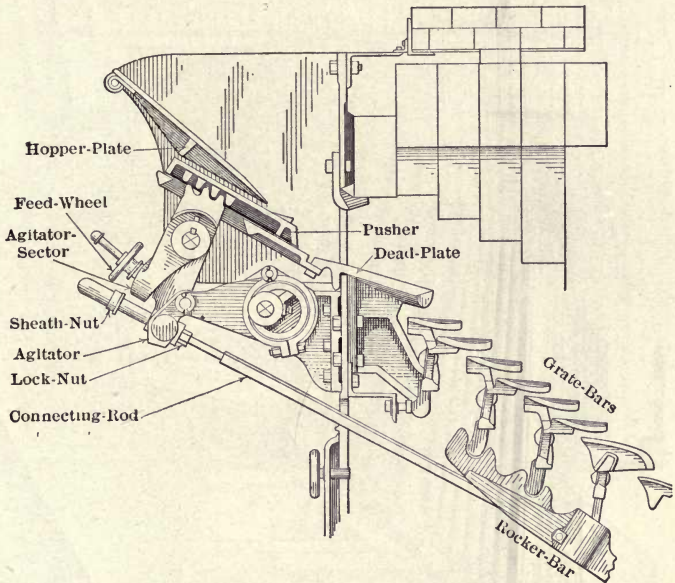 Hopper-Plate
Feed-Wheel
Agitator-
Sector
Sheath-Nut
Agitator
Lock-Nut
Connecting-Rod
Pusher
Dead-Plate
Grate-Bars
Rocker-Bar